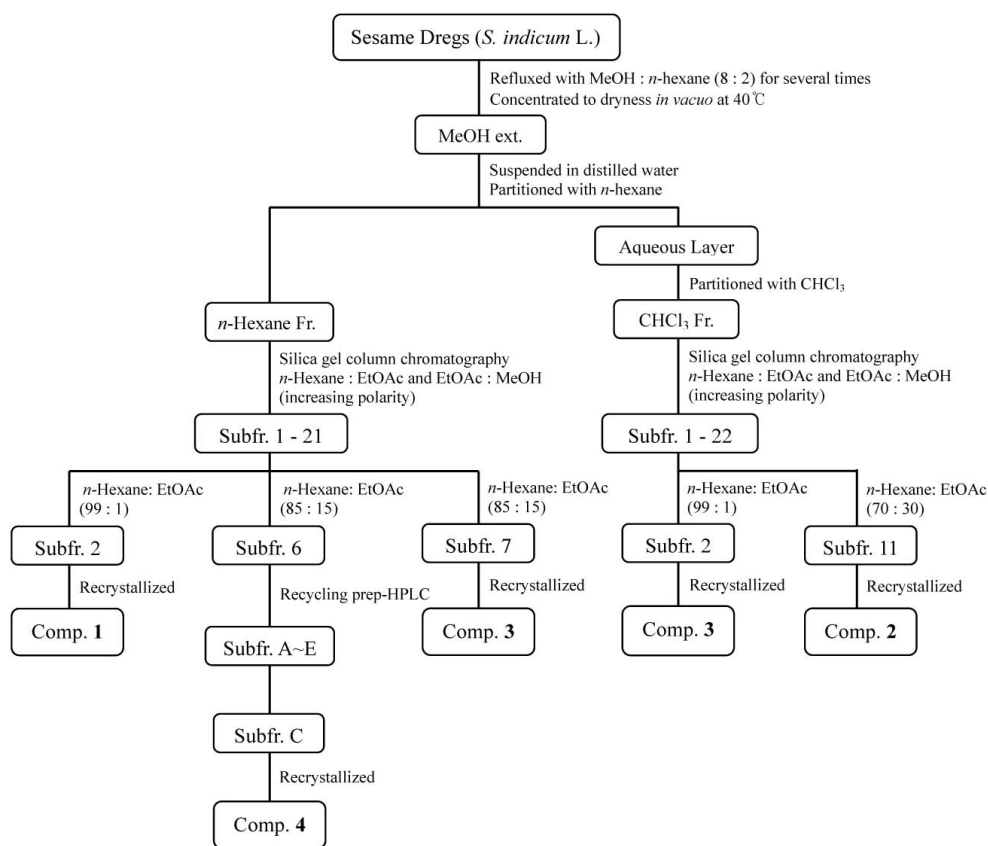 Sesame Dregs (S. indicum L.)
Refluxed with MeOH : n-hexane (8 : 2) for several times
Concentrated to dryness in vacuo at 40℃
MeOH ext.
Suspended in distilled water
Partitioned with n-hexane
Aqueous Layer
Partitioned with CHCl₃
n-Hexane Fr.
CHCl₃ Fr.
Silica gel column chromatography
n-Hexane : EtOAc and EtOAc : MeOH
(increasing polarity)
Silica gel column chromatography
n-Hexane : EtOAc and EtOAc : MeOH
(increasing polarity)
Subfr. 1 - 21
Subfr. 1 - 22
n-Hexane: EtOAc
(99 : 1)
n-Hexane: EtOAc
(85 : 15)
n-Hexane: EtOAc
(85 : 15)
n-Hexane: EtOAc
(99 : 1)
n-Hexane: EtOAc
(70 : 30)
Subfr. 2
Subfr. 6
Subfr. 7
Subfr. 2
Subfr. 11
Recrystallized
Recycling prep-HPLC
Recrystallized
Recrystallized
Recrystallized
Comp. 1
Subfr. A~E
Comp. 3
Comp. 3
Comp. 2
Subfr. C
Recrystallized
Comp. 4